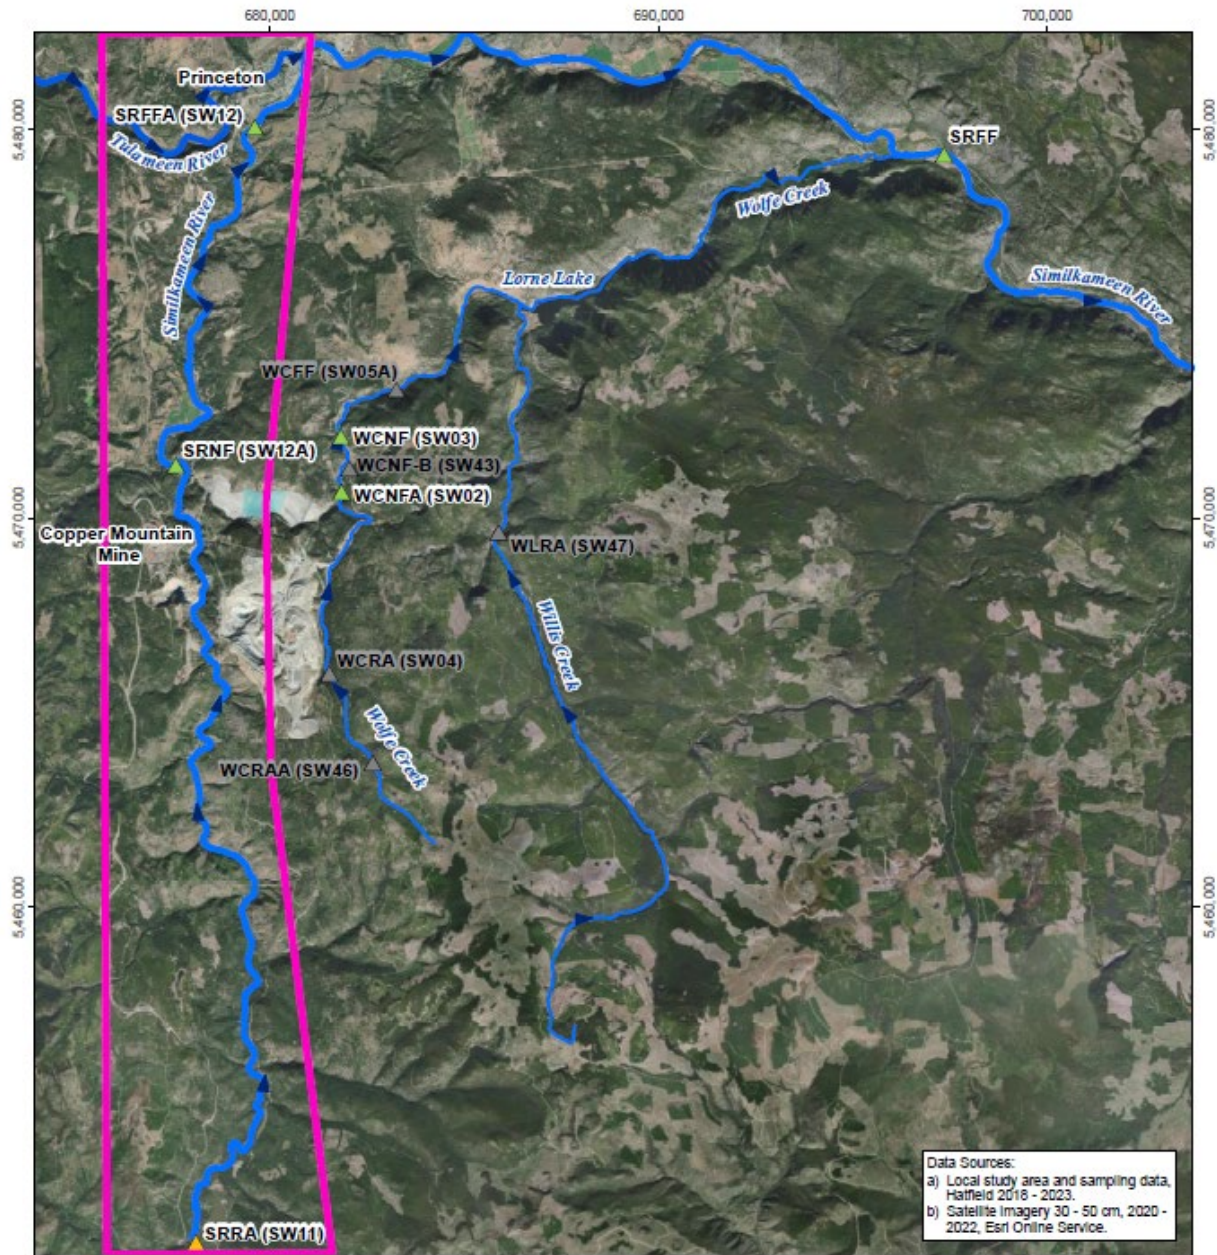 680,000
690,000
700,000
Princeton
SRFFA (SW12)
5,480,000
5,480,000
SRFF
Tulameen River
Wolfe Creek
Similkameen River
Lorne Lake
Similkameen River
WCFF (SW05A)
WCNF (SW03)
SRNF (SW12A)
WCNF-B (SW43)
WCNFA (SW02)
5,470,000
5,470,000
Copper Mountain
Mine
WLRA (SW47)
Willis Creek
WCRA (SW04)
Wolfe Creek
WCRAA (SW46)
5,460,000
5,460,000
Data Sources:
a) Local study area and sampling data,
Hatfield 2018 - 2023.
b) Satellite Imagery 30 - 50 cm, 2020 -
2022, Esri Online Service.
SRRA (SW11)